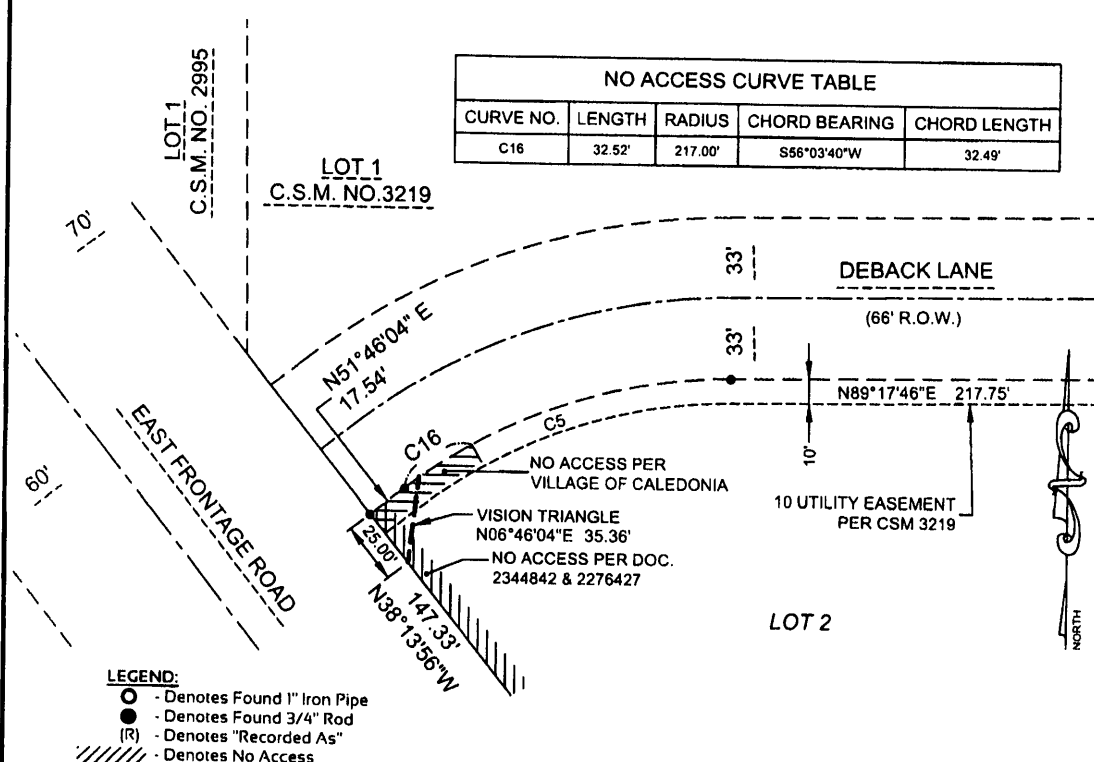 NO ACCESS CURVE TABLE
CURVE NO. LENGTH RADIUS CHORD BEARING CHORD LENGTH
C16 32.52' 217.00' S56°03'40"W 32.49'
LOT 1
C.S.M. NO. 2995
LOT 1
C.S.M. NO.3219
70'
33'
DEBACK LANE
(66' R.O.W.)
33'
N51°46'04" E
17.54'
N89°17'46"E 217.75'
C5
C16
10'
EAST FRONTAGE ROAD
60'
NO ACCESS PER
VILLAGE OF CALEDONIA
10 UTILITY EASEMENT
PER CSM 3219
VISION TRIANGLE
N06°46'04"E 35.36'
25.00'
NO ACCESS PER DOC.
2344842 & 2276427
147.33'
N38°13'56"W
LOT 2
NORTH
LEGEND:
- Denotes Found 1" Iron Pipe
- Denotes Found 3/4" Rod
(R) - Denotes "Recorded As"
- Denotes No Access